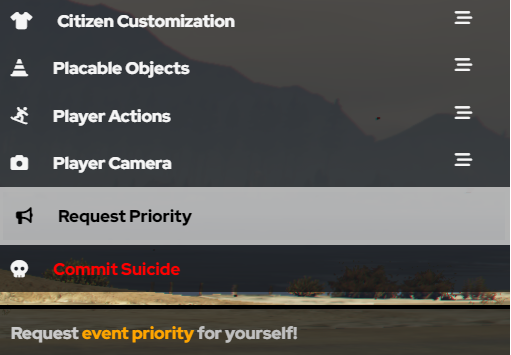 Citizen Customization
Placable Objects
Player Actions
Player Camera
Request Priority
Commit Suicide
Request event priority for yourself!